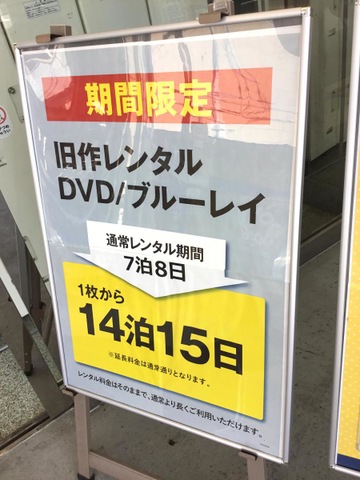 期間限定
旧作レンタル
DVD/ブルーレイ
通常レンタル期間
7泊8日
1枚から
14泊15日
※延長料金は通常通りとなります。
レンタル料金はそのままで、通常より長くご利用いただけます。